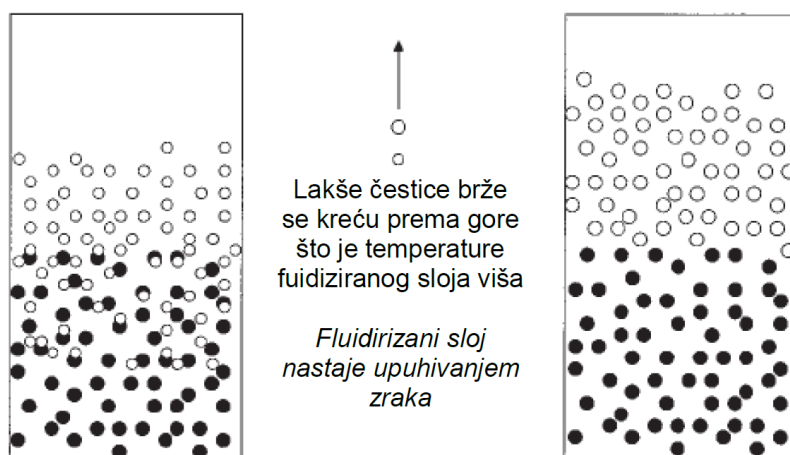 Lakše čestice brže
se kreću prema gore
što je temperature
fuidiziranog sloja viša
Fluidirizani sloj
nastaje upuhivanjem
zraka